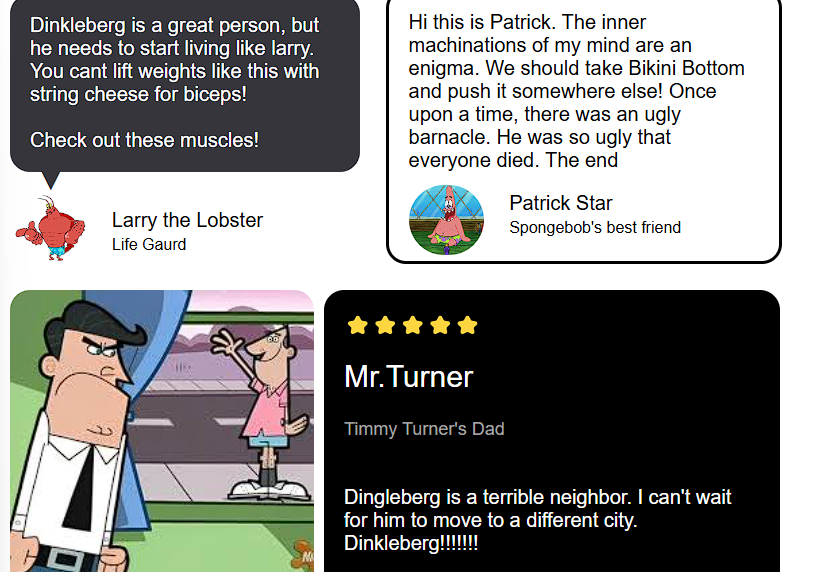 Dinkleberg is a great person, but
he needs to start living like larry.
You cant lift weights like this with
string cheese for biceps!
Check out these muscles!
Larry the Lobster
Life Gaurd
Hi this is Patrick. The inner
machinations of my mind are an
enigma. We should take Bikini Bottom
and push it somewhere else! Once
upon a time, there was an ugly
barnacle. He was so ugly that
everyone died. The end
Patrick Star
Spongebob's best friend
Mr.Turner
Timmy Turner's Dad
Dingleberg is a terrible neighbor. I can't wait
for him to move to a different city.
Dinkleberg!!!!!!!